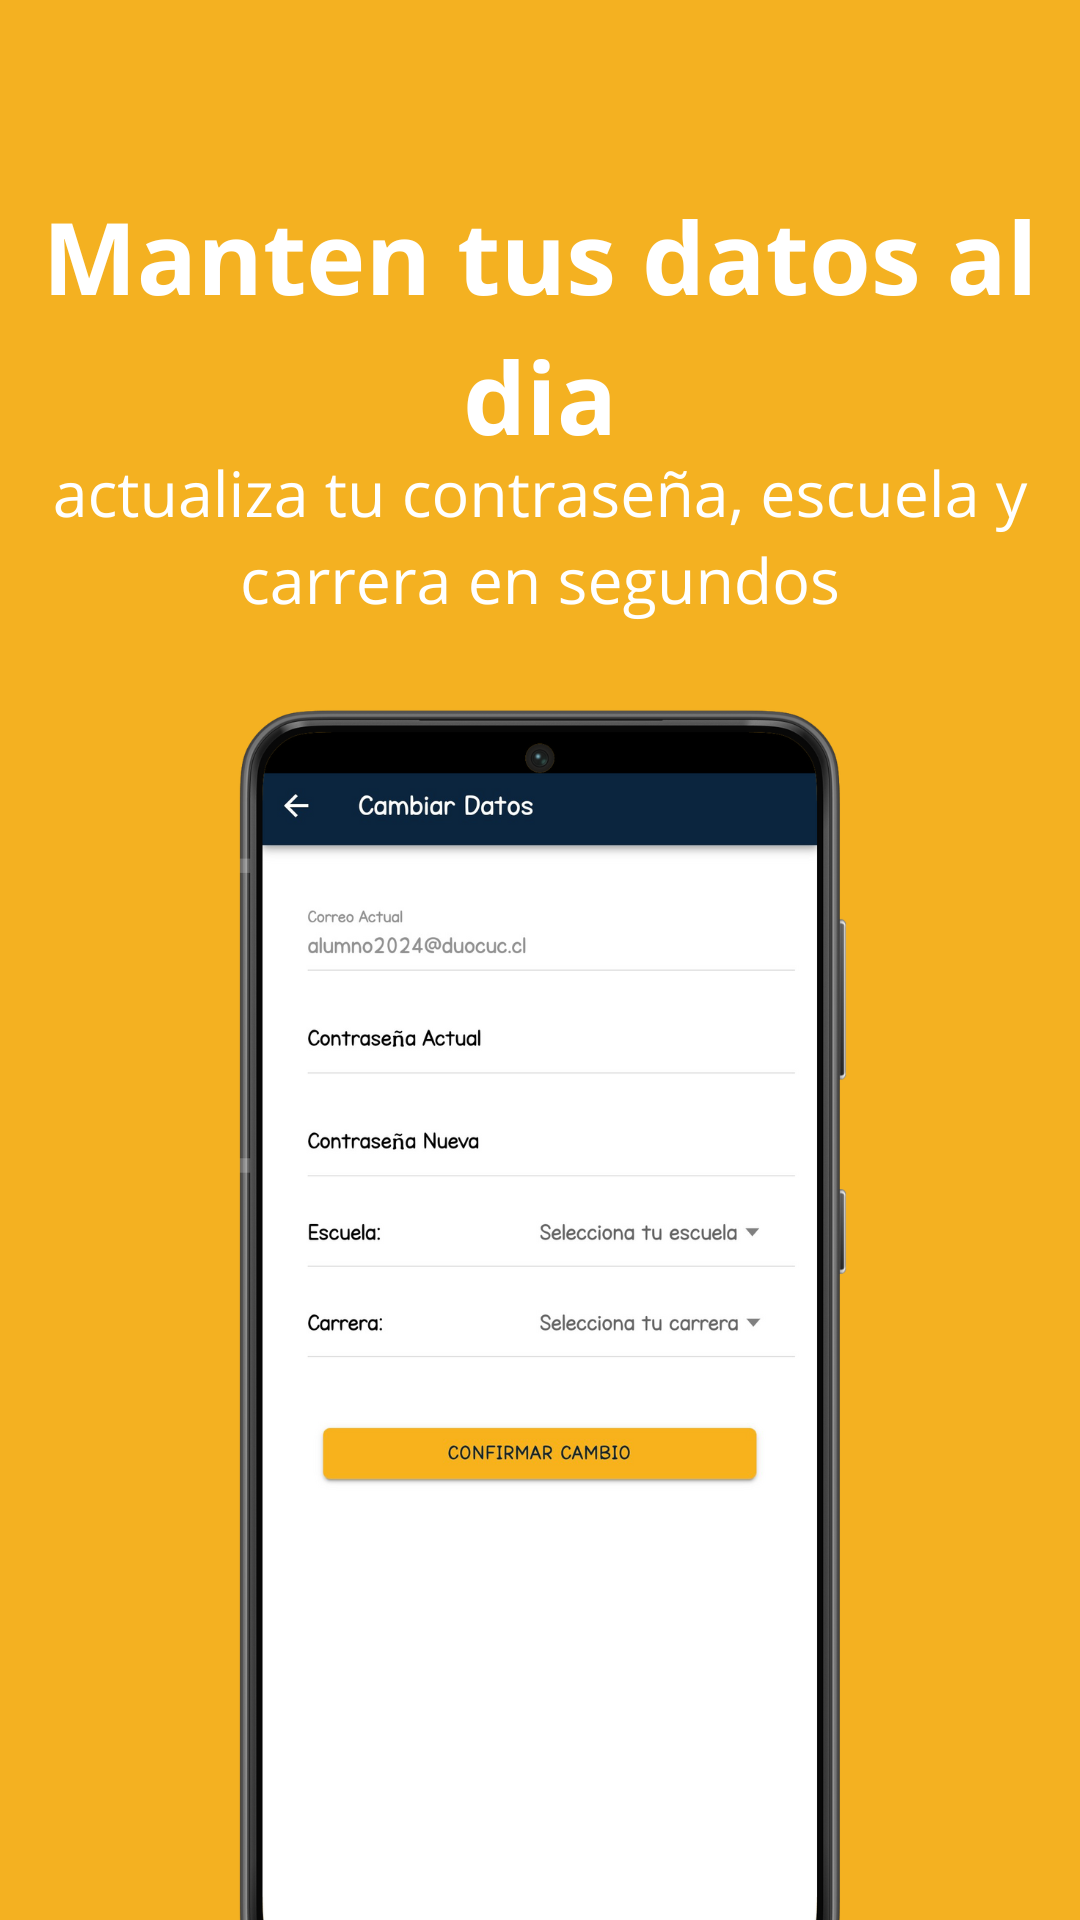 Manten tus datos al
dia
actualiza tu contraseña, escuela y
carrera en segundos
Cambiar Datos
Correo Actual
alumno2024@duocuc.cl
Contraseña Actual
Contraseña Nueva
Escuela: Selecciona tu escuela
Carrera: Selecciona tu carrera
CONFIRMAR CAMBIO